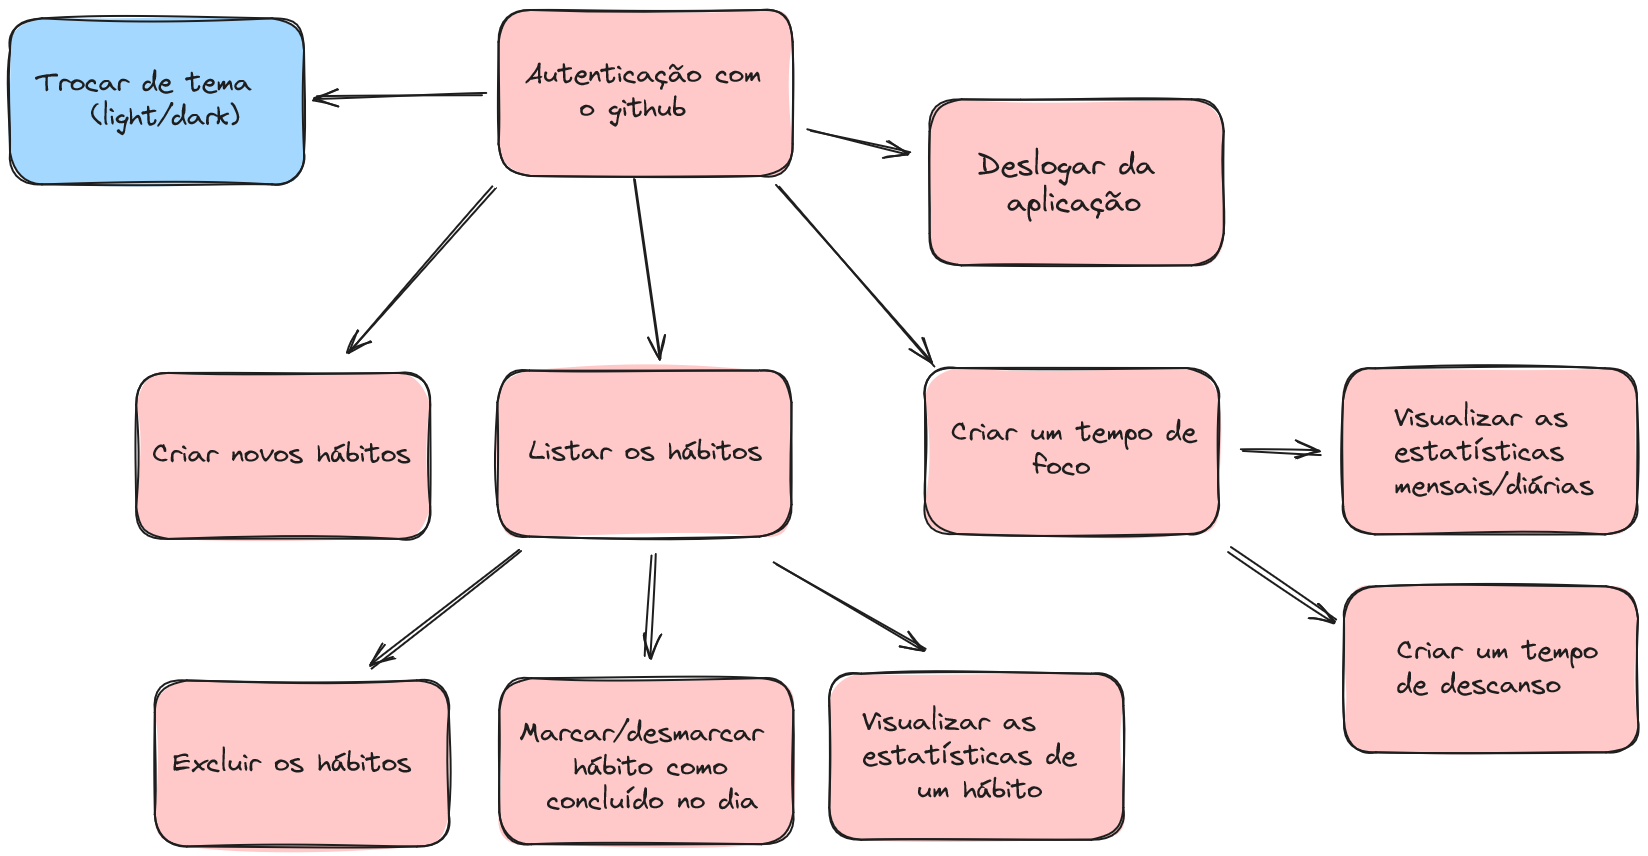 Trocar de tema
(light/dark)
Autenticação com
o github
Deslogar da
aplicação
Criar novos hábitos
Listar os hábitos
Criar um tempo de
foco
Visualizar as
estatísticas
mensais/diárias
Criar um tempo
de descanso
Excluir os hábitos
Marcar/desmarcar
hábito como
concluído no dia
Visualizar as
estatísticas de
um hábito